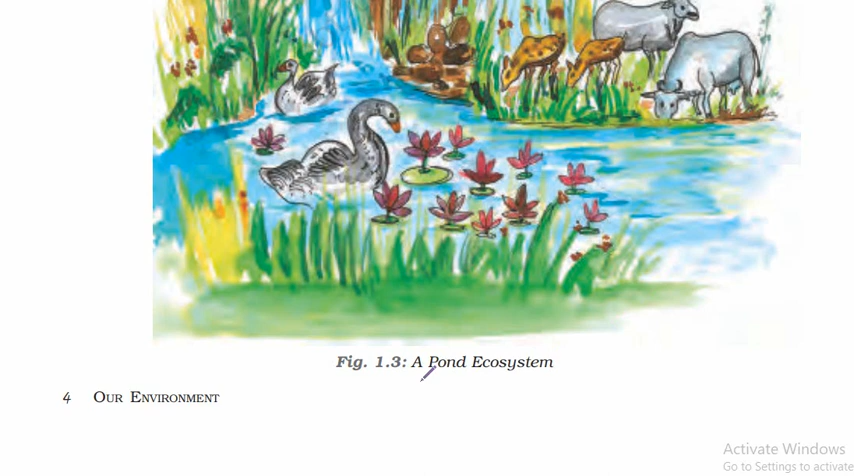 Fig. 1.3: A Pond Ecosystem
4 OUR ENVIRONMENT
Activate Windows
Go to Settings to activate